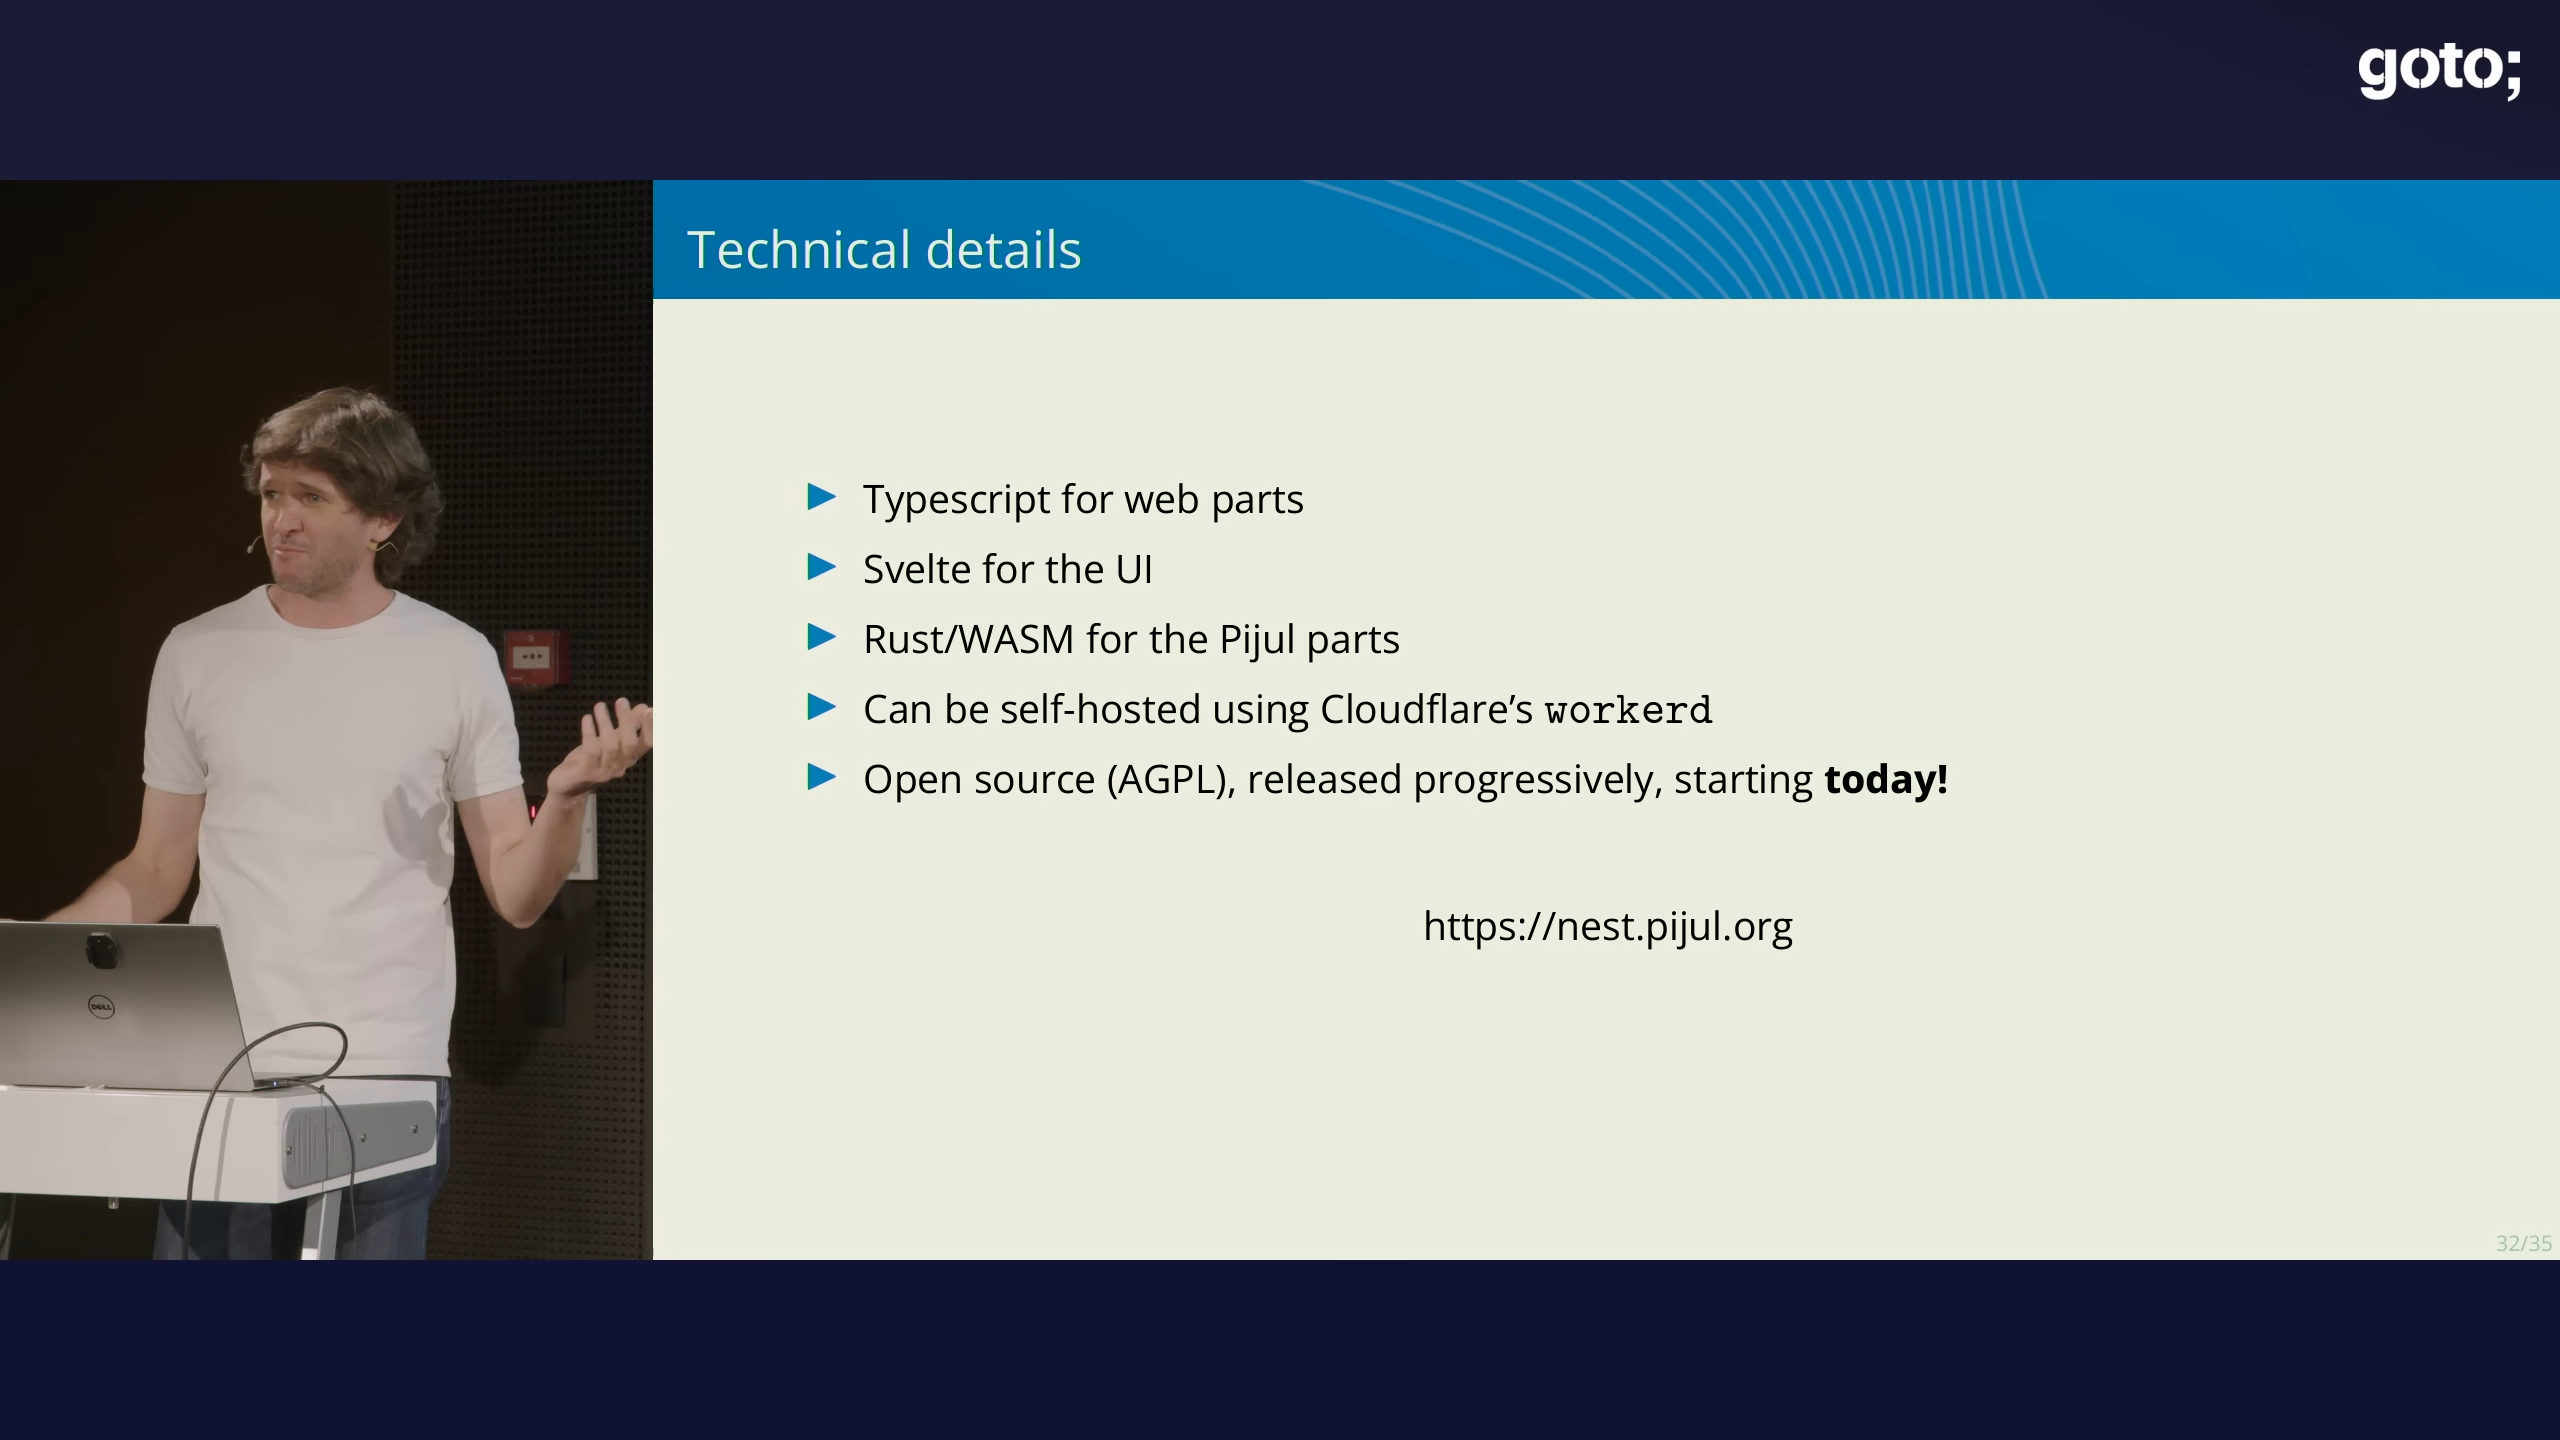 goto;
Technical details
Typescript for web parts
Svelte for the UI
Rust/WASM for the Pijul parts
Can be self-hosted using Cloudflare’s workerd
Open source (AGPL), released progressively, starting today!
https://nest.pijul.org
DELL
32/35